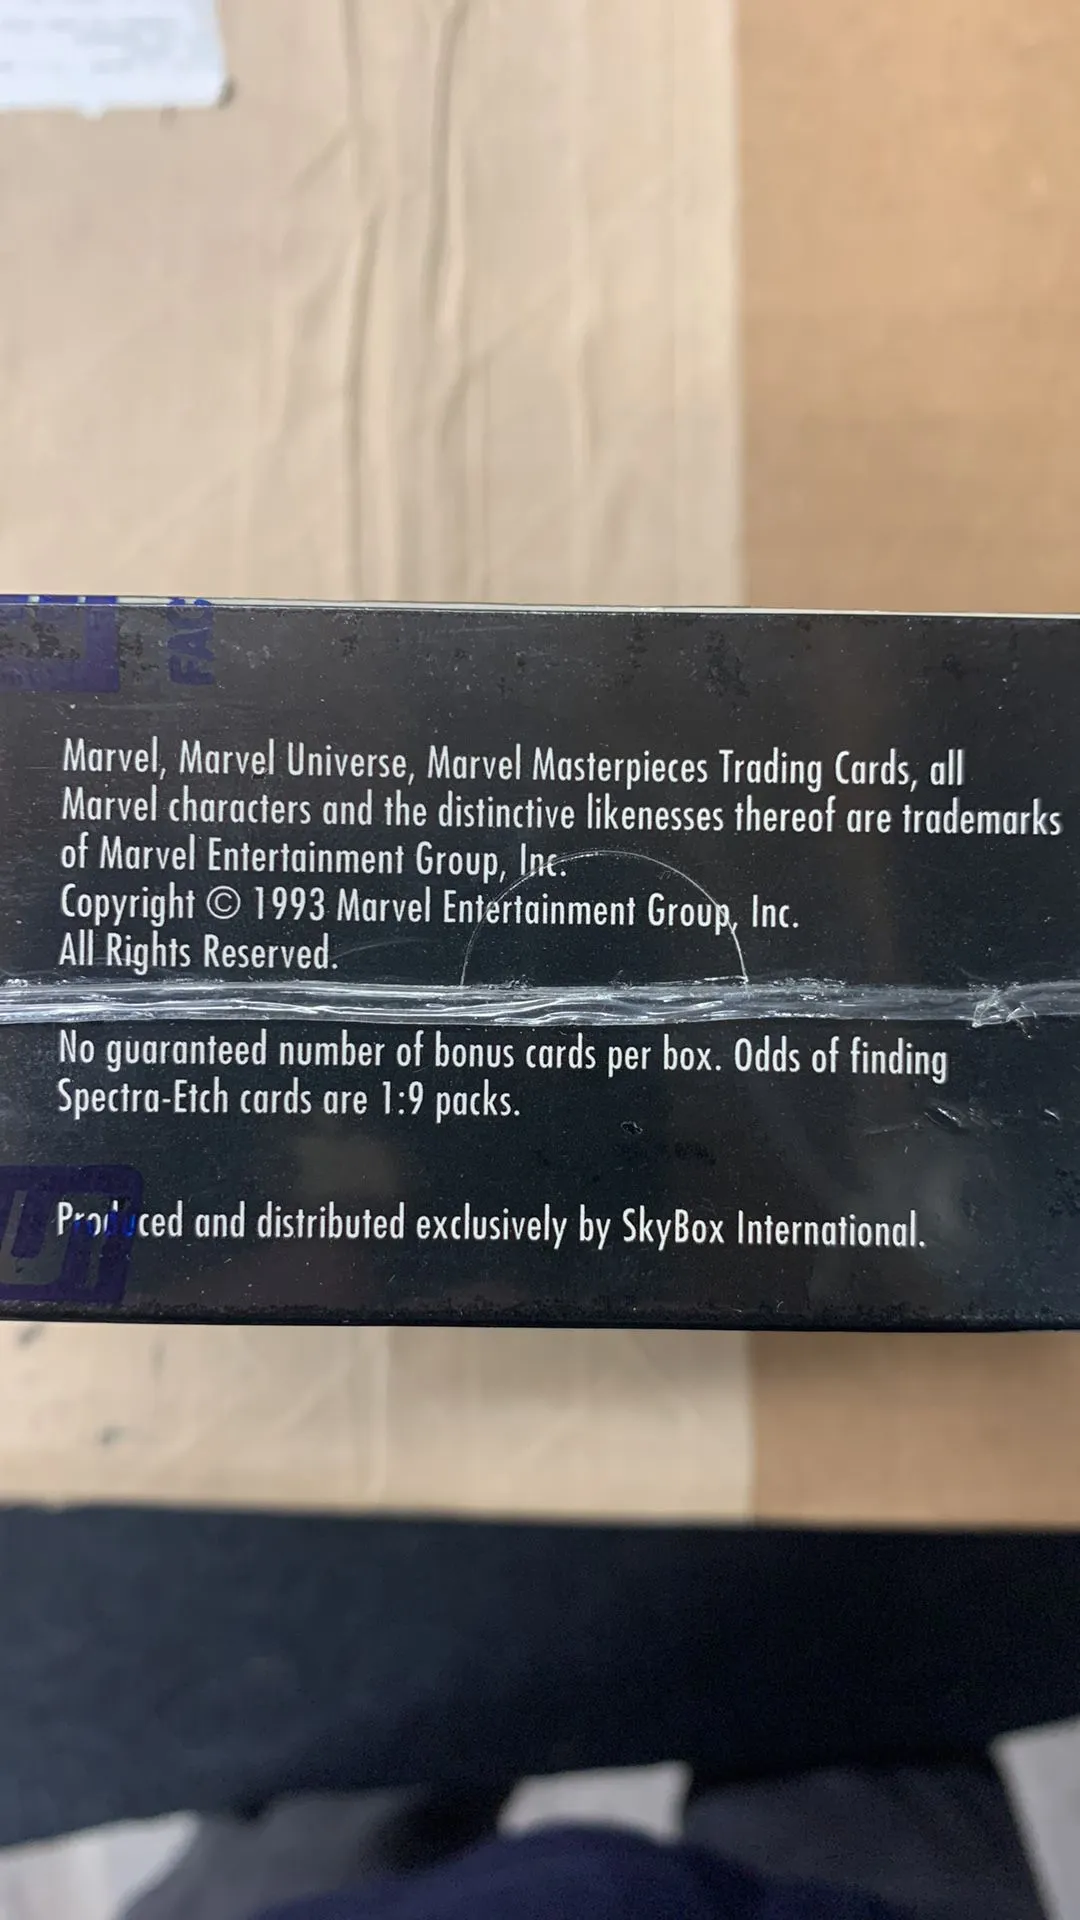 FAC
Marvel, Marvel Universe, Marvel Masterpieces Trading Cards, all
Marvel characters and the distinctive likenesses thereof are trademarks
of Marvel Entertainment Group, Inc.
Copyright © 1993 Marvel Entertainment Group, Inc.
All Rights Reserved.
No guaranteed number of bonus cards per box. Odds of finding
Spectra-Etch cards are 1:9 packs.
Produced and distributed exclusively by SkyBox International.